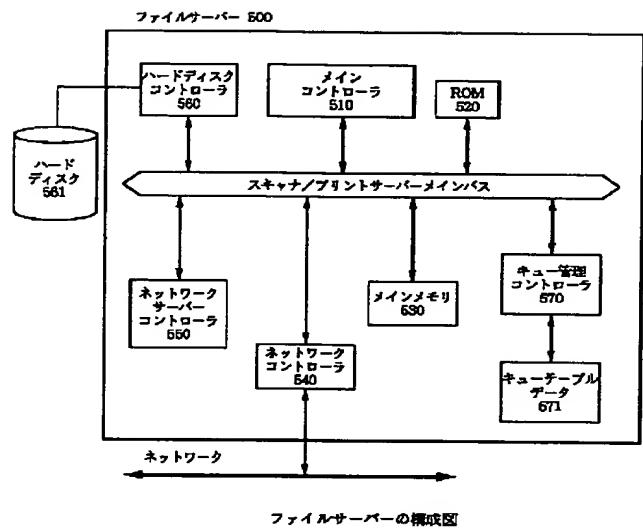 ファイルサーバー 500
ハードディスク
コントローラ
560
メイン
コントローラ
510
ROM
520
ハード
ディスク
561
スキャナ/プリントサーバーメインバス
ネットワーク
サーバー
コントローラ
550
ネットワーク
コントローラ
540
メインメモリ
530
キュー管理
コントローラ
570
キューテーブル
データ
571
ネットワーク
ファイルサーバーの構成図